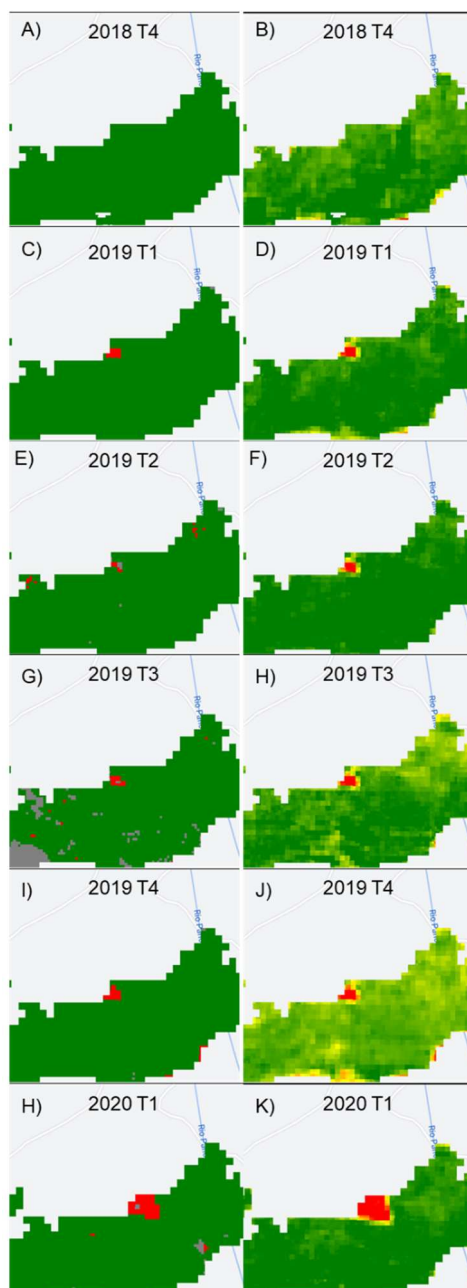 A) 2018 T4
B) 2018 T4
C) 2019 T1
D) 2019 T1
E) 2019 T2
F) 2019 T2
G) 2019 T3
H) 2019 T3
I) 2019 T4
J) 2019 T4
H) 2020 T1
K) 2020 T1